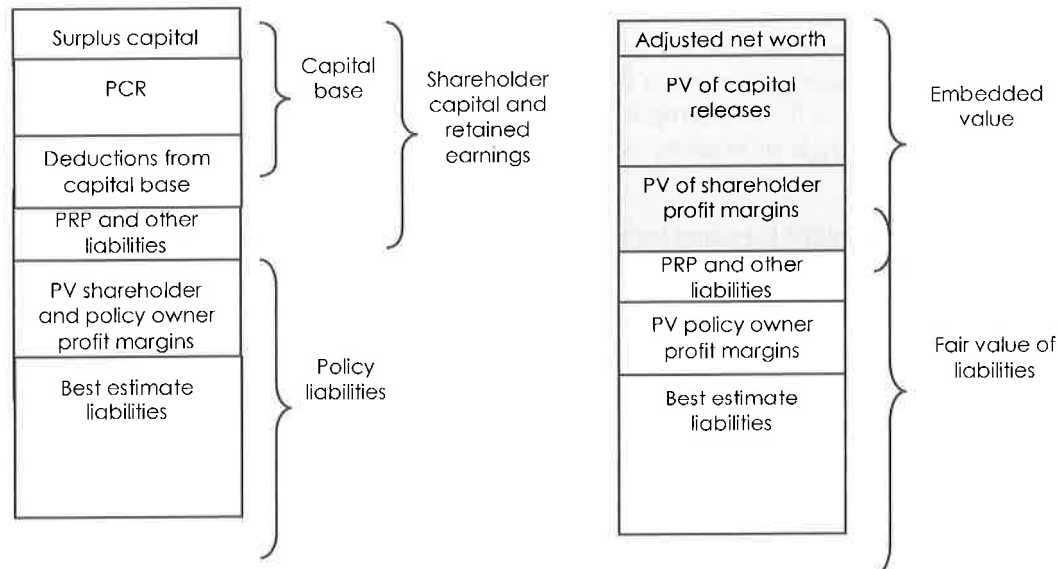 Surplus capital
PCR
Deductions from
capital base
PRP and other
liabilities
PV shareholder
and policy owner
profit margins
Best estimate
liabilities
Capital
base
Shareholder
capital and
retained
earnings
Policy
liabilities
Adjusted net worth
PV of capital
releases
PV of shareholder
profit margins
PRP and other
liabilities
PV policy owner
profit margins
Best estimate
liabilities
Embedded
value
Fair value of
liabilities